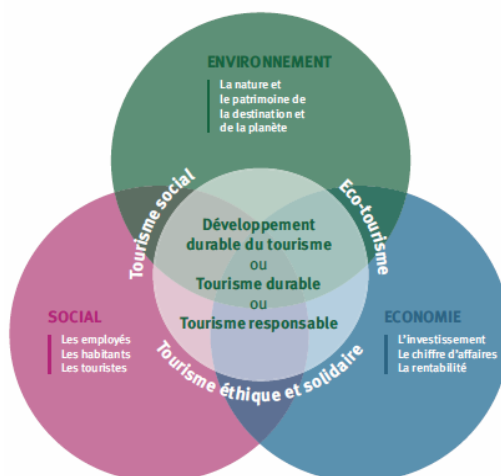 ENVIRONNEMENT
La nature et
le patrimoine de
la destination et
de la planète
Tourisme social
Eco-tourisme
Développement
durable du tourisme
ou
Tourisme durable
ou
Tourisme responsable
SOCIAL
Les employés
Les habitants
Les touristes
ECONOMIE
L'investissement
Le chiffre d'affaires
La rentabilité
Tourisme éthique et solidaire